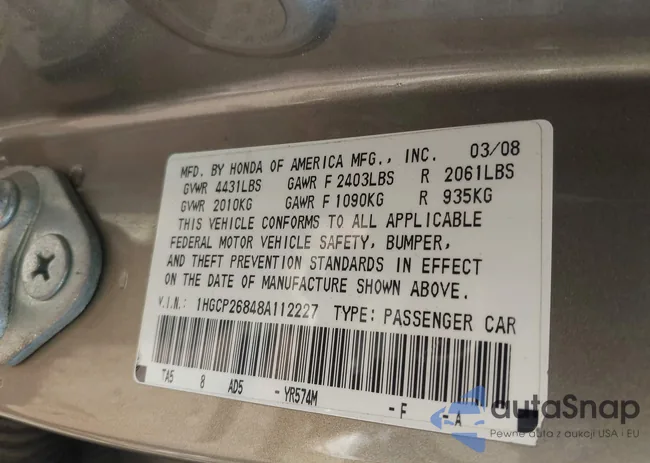 MFD. BY HONDA OF AMERICA MFG., INC. 03/08
GVWR 4431LBS GAWR F 2403LBS R 2061LBS
GVWR 2010KG GAWR F 1090KG R 935KG
THIS VEHICLE CONFORMS TO ALL APPLICABLE
FEDERAL MOTOR VEHICLE SAFETY, BUMPER,
AND THEFT PREVENTION STANDARDS IN EFFECT
ON THE DATE OF MANUFACTURE SHOWN ABOVE.
V.I.N.: 1HGCP26848A112227 TYPE: PASSENGER CAR
TA5 8 AD5 -YR574M -F -A
autoSnap
Pewne auta z aukcji USA i EU